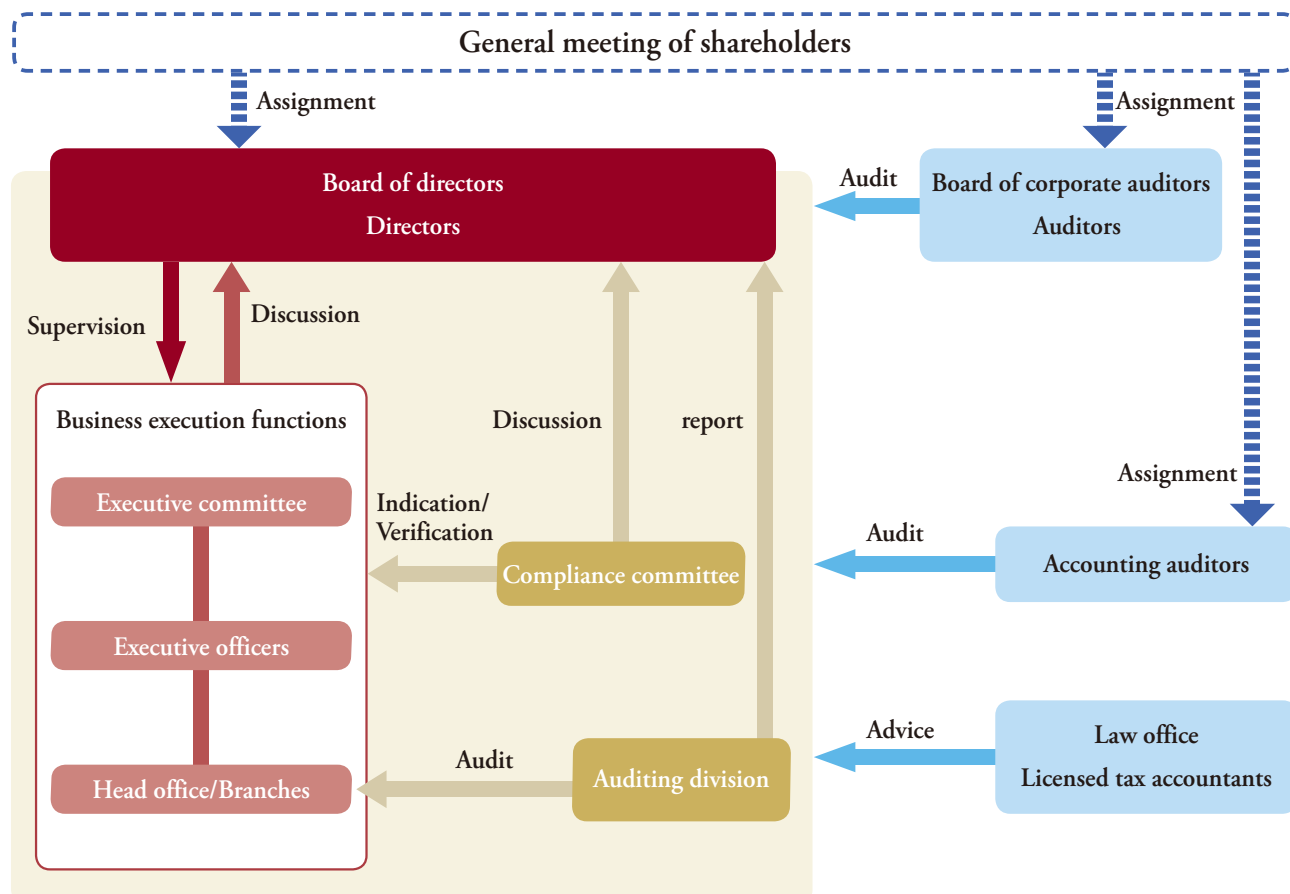 General meeting of shareholders
Assignment
Assignment
Board of directors
Directors
Audit
Board of corporate auditors
Auditors
Supervision
Discussion
Business execution functions
Discussion
report
Executive committee
Indication/
Verification
Assignment
Compliance committee
Audit
Accounting auditors
Executive officers
Head office/Branches
Audit
Auditing division
Advice
Law office
Licensed tax accountants